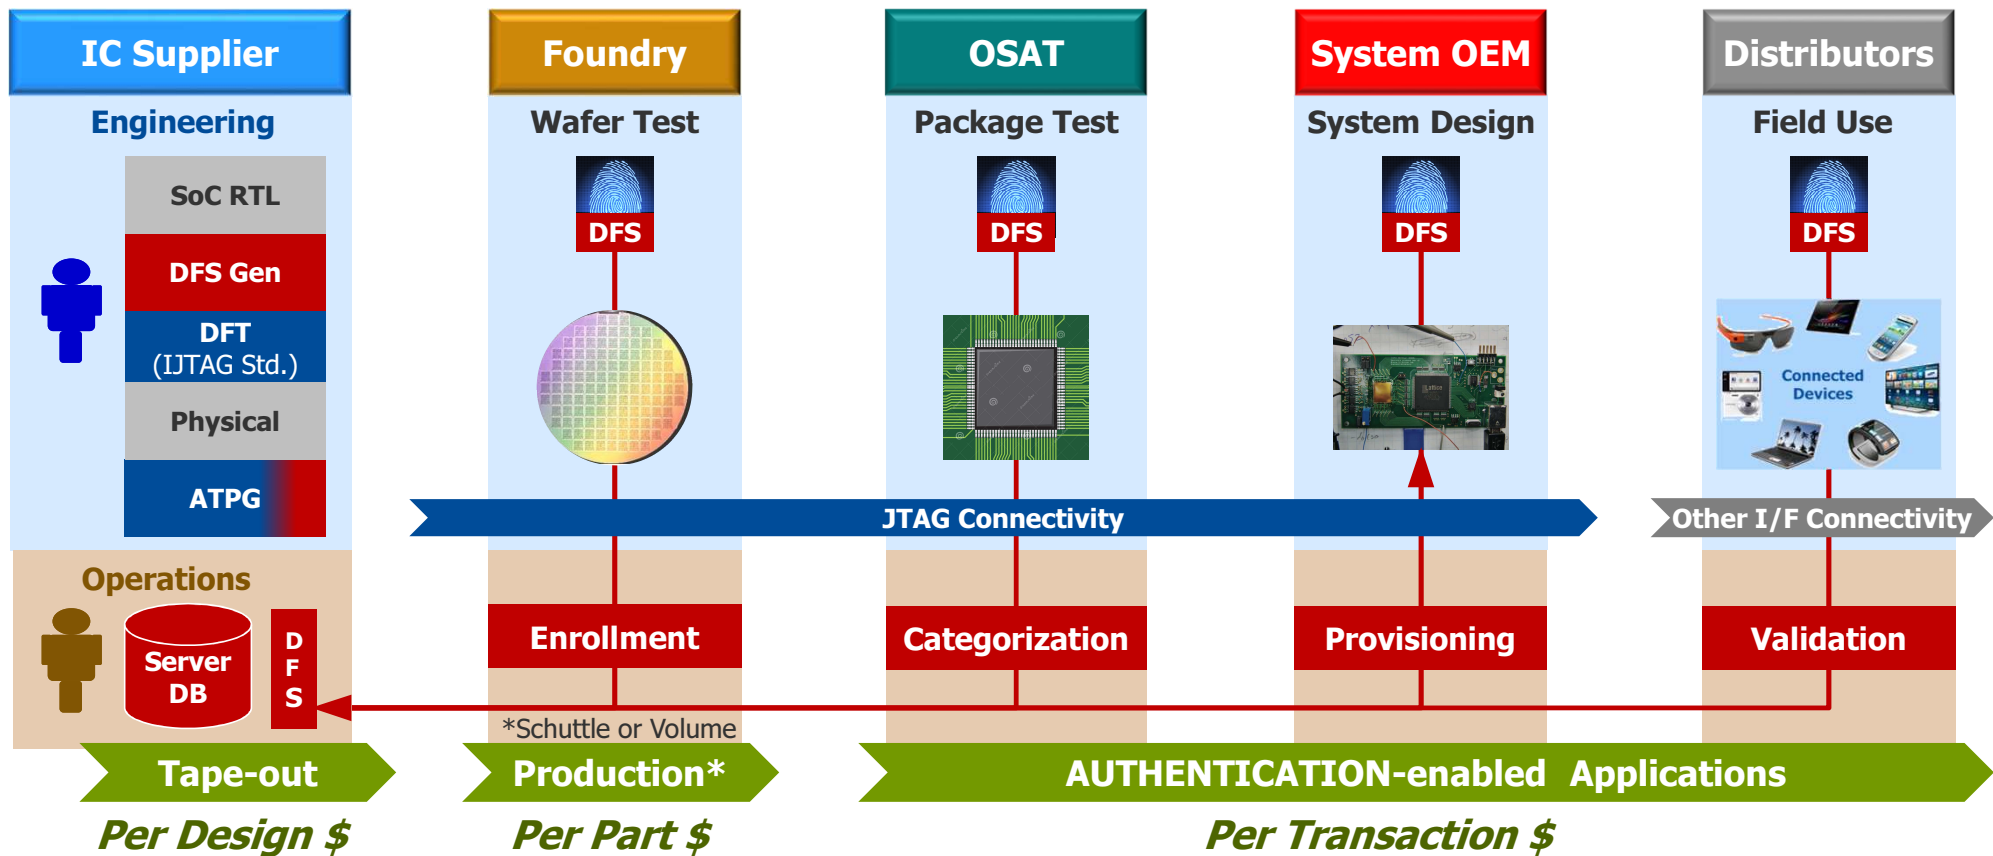 IC Supplier
Foundry
OSAT
System OEM
Distributors
Engineering
Wafer Test
Package Test
System Design
Field Use
SoC RTL
DFS Gen
DFT
(IJTAG Std.)
Physical
ATPG
DFS
DFS
DFS
DFS
Connected
Devices
JTAG Connectivity
Other I/F Connectivity
Operations
Server
DB
D
F
S
Enrollment
Categorization
Provisioning
Validation
*Schuttle or Volume
Tape-out
Production*
AUTHENTICATION-enabled Applications
Per Design $
Per Part $
Per Transaction $